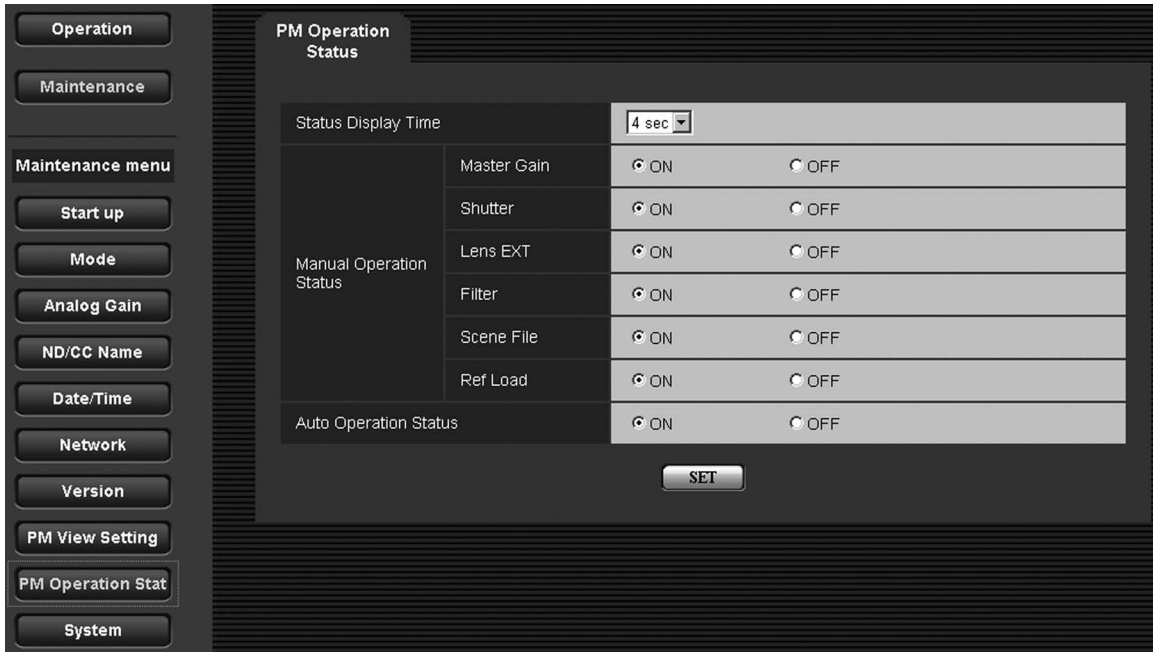 Operation
Maintenance
Maintenance menu
Start up
Mode
Analog Gain
ND/CC Name
Date/Time
Network
Version
PM View Setting
PM Operation Stat
System
PM Operation
Status
Status Display Time
4 sec
Manual Operation
Status
Master Gain
ON OFF
Shutter
ON OFF
Lens EXT
ON OFF
Filter
ON OFF
Scene File
ON OFF
Ref Load
ON OFF
Auto Operation Status
ON OFF
SET